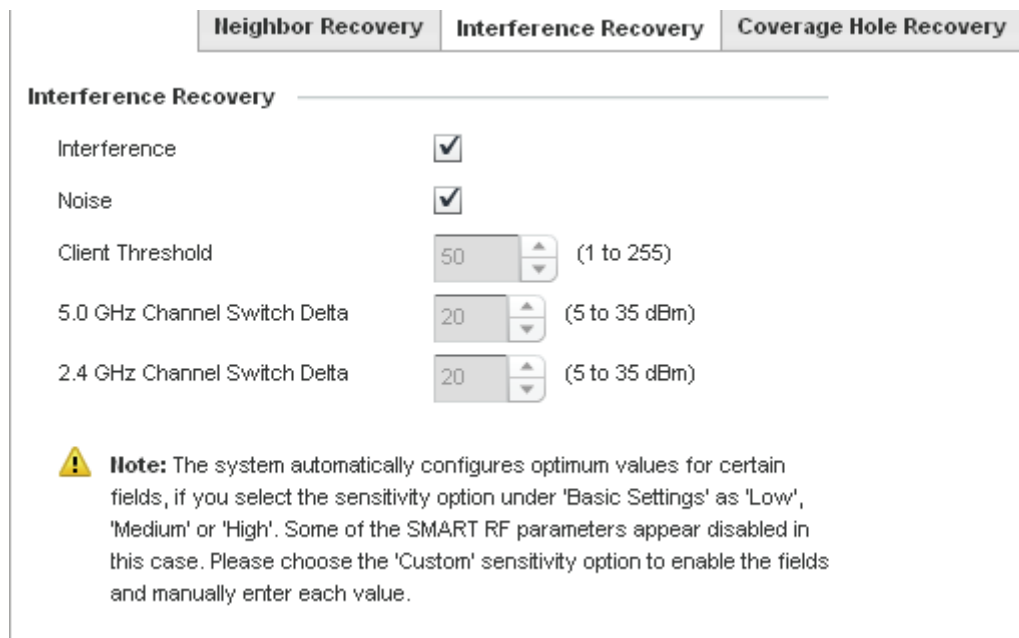 Neighbor Recovery Interference Recovery Coverage Hole Recovery
Interference Recovery
Interference
Noise
Client Threshold 50 (1 to 255)
5.0 GHz Channel Switch Delta 20 (5 to 35 dBm)
2.4 GHz Channel Switch Delta 20 (5 to 35 dBm)
Note: The system automatically configures optimum values for certain
fields, if you select the sensitivity option under 'Basic Settings' as 'Low',
'Medium' or 'High'. Some of the SMART RF parameters appear disabled in
this case. Please choose the 'Custom' sensitivity option to enable the fields
and manually enter each value.